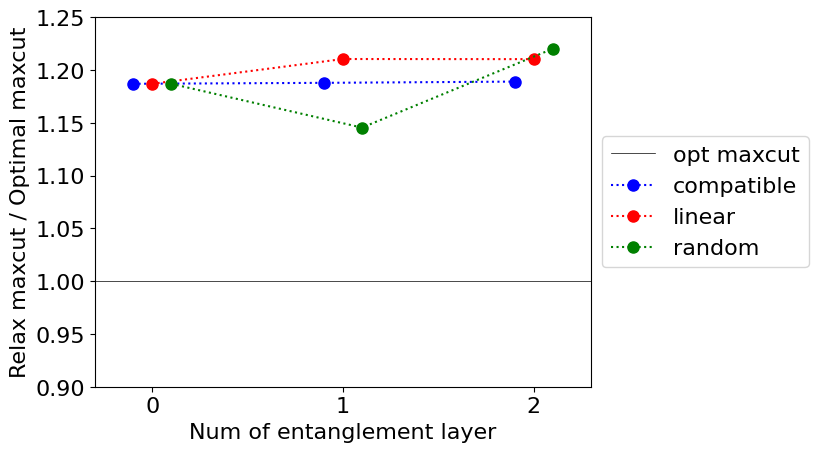 Relax maxcut / Optimal maxcut
1.25
1.20
1.15
1.10
1.05
1.00
0.95
0.90
0
1
2
Num of entanglement layer
opt maxcut
compatible
linear
random